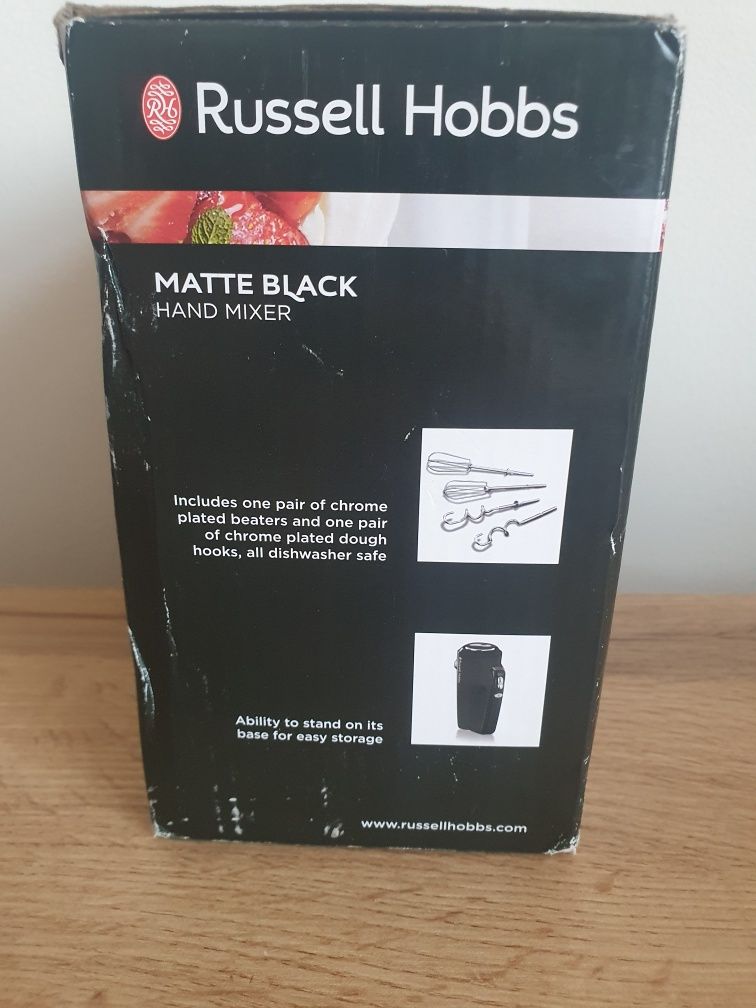 RH Russell Hobbs
MATTE BLACK
HAND MIXER
Includes one pair of chrome
plated beaters and one pair
of chrome plated dough
hooks, all dishwasher safe
Ability to stand on its
base for easy storage
www.russellhobbs.com